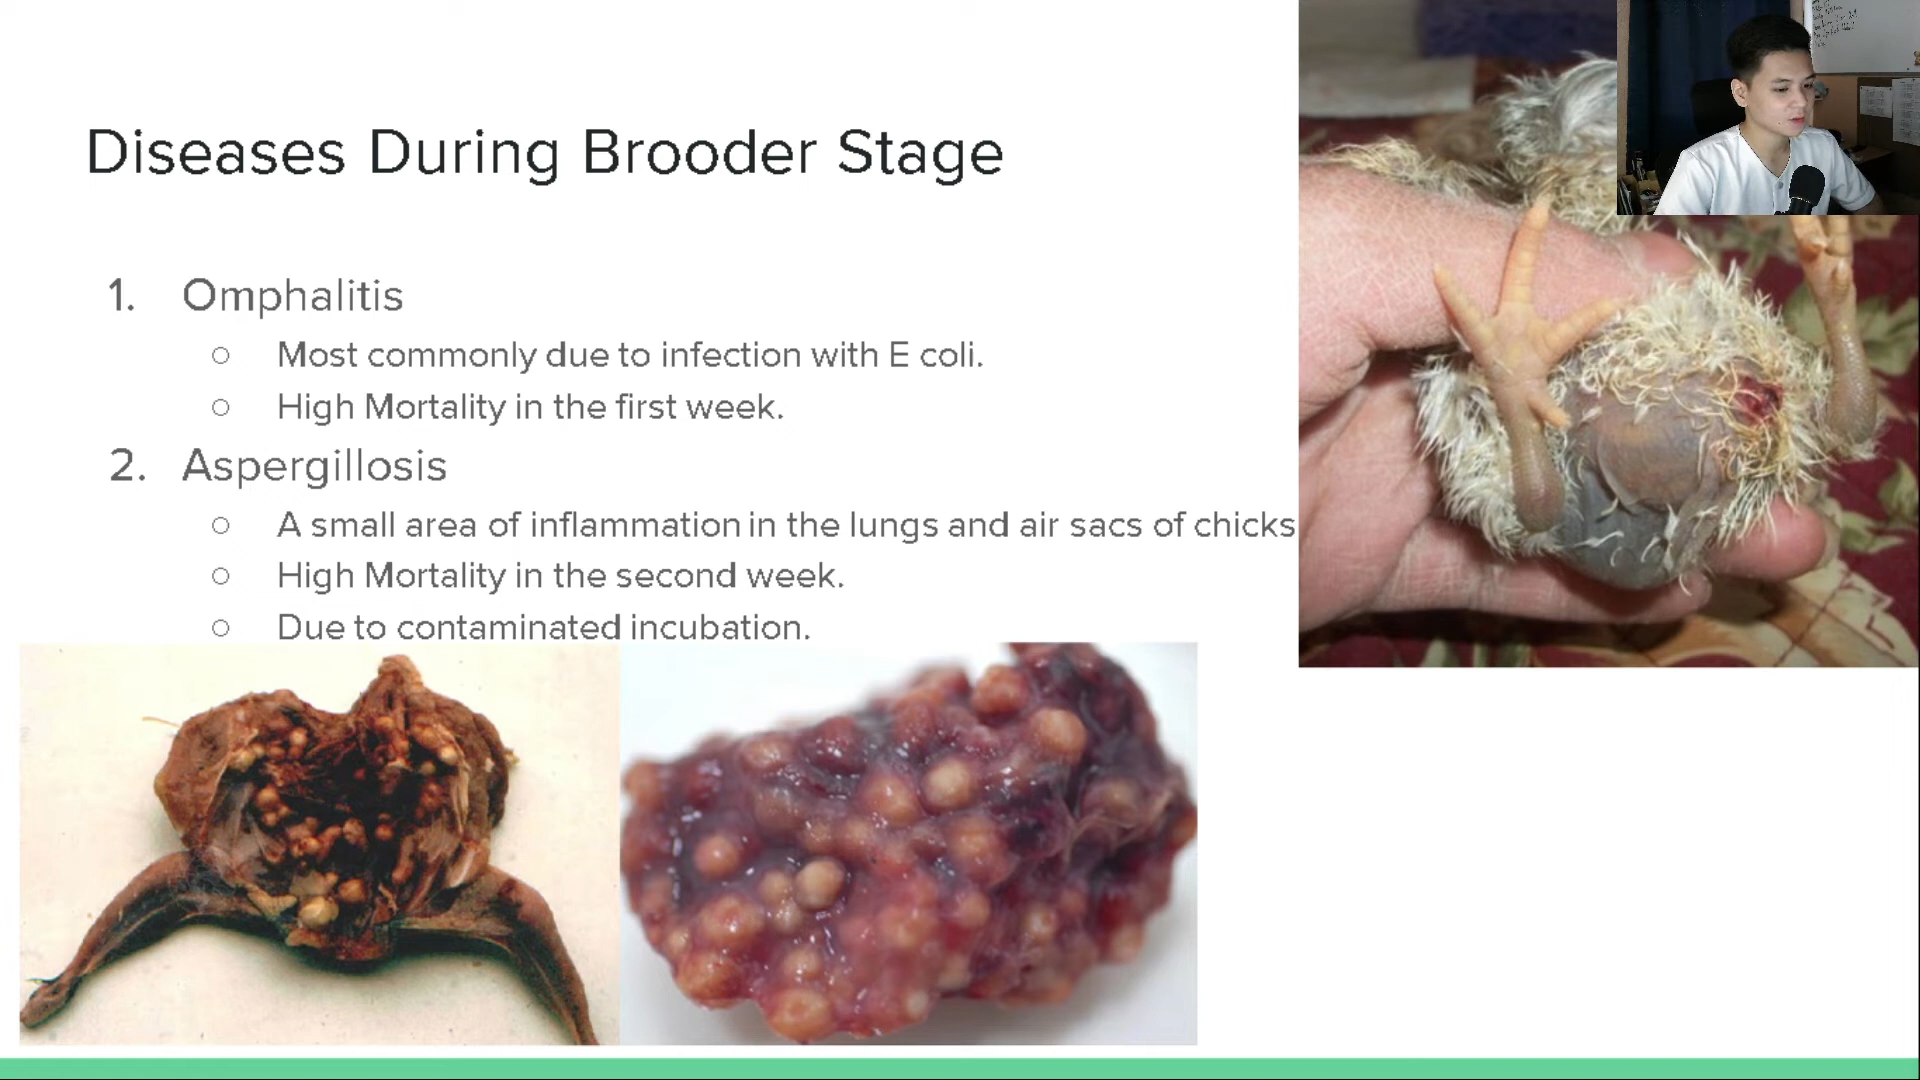 Diseases During Brooder Stage
1. Omphalitis
○ Most commonly due to infection with E coli.
○ High Mortality in the first week.
2. Aspergillosis
○ A small area of inflammation in the lungs and air sacs of chicks
○ High Mortality in the second week.
○ Due to contaminated incubation.